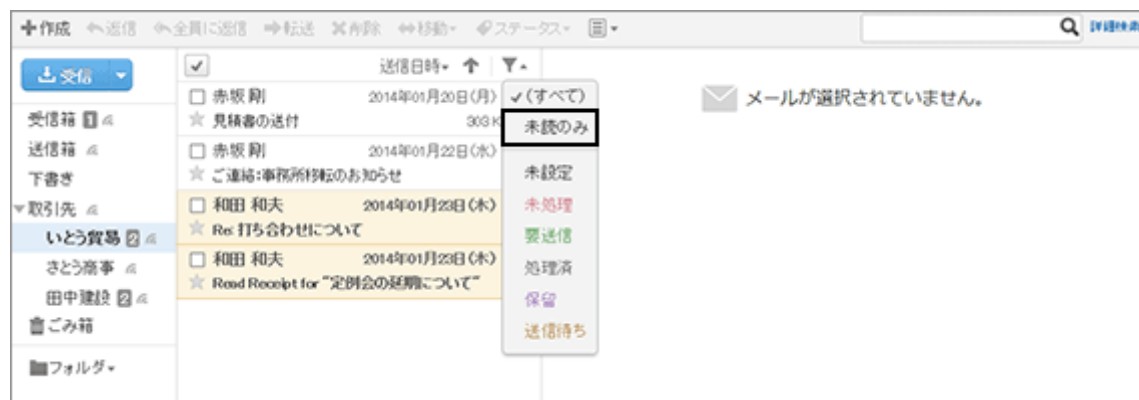 作成 返信 全員に返信 転送 削除 移動 ステータス 詳細検索
受信 送信日時
赤坂 剛 2014年01月20日(月)
見積書の送付 303 K
赤坂 剛 2014年01月22日(水)
ご連絡:事務所移転のお知らせ
和田 和夫 2014年01月23日(木)
Re: 打ち合わせについて
和田 和夫 2014年01月23日(木)
Read Receipt for "定例会の延期について"
受信箱 1
送信箱
下書き
取引先
いとう貿易 2
さとう商事
田中建設 2
ごみ箱
フォルダ
(すべて)
未読のみ
未設定
未処理
要送信
処理済
保留
送信待ち
メールが選択されていません。